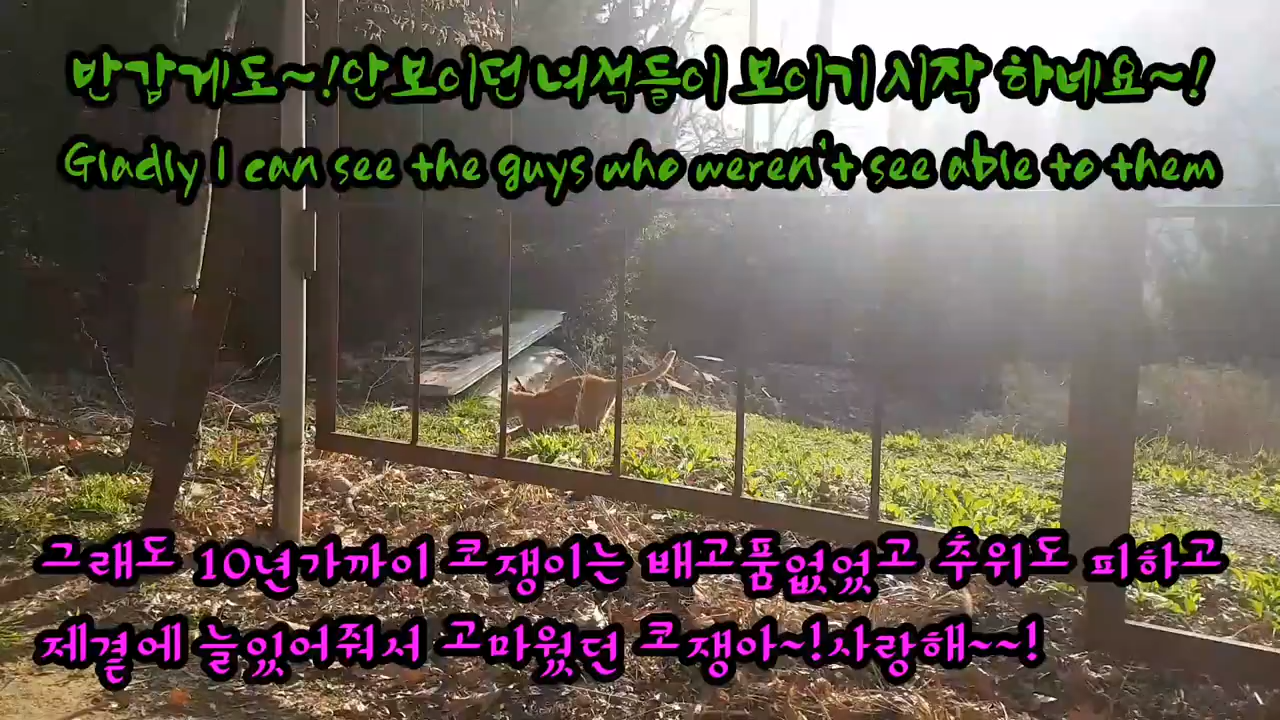 반갑게도~!안보이던 녀석들이 보이기 시작 하네요~!
Gladly I can see the guys who weren't see able to them
그래도 10년가까이 코쟁이는 배고품없었고 추위도 피하고
제곁에 늘있어줘서 고마웠던 코쟁아~!사랑해~~!